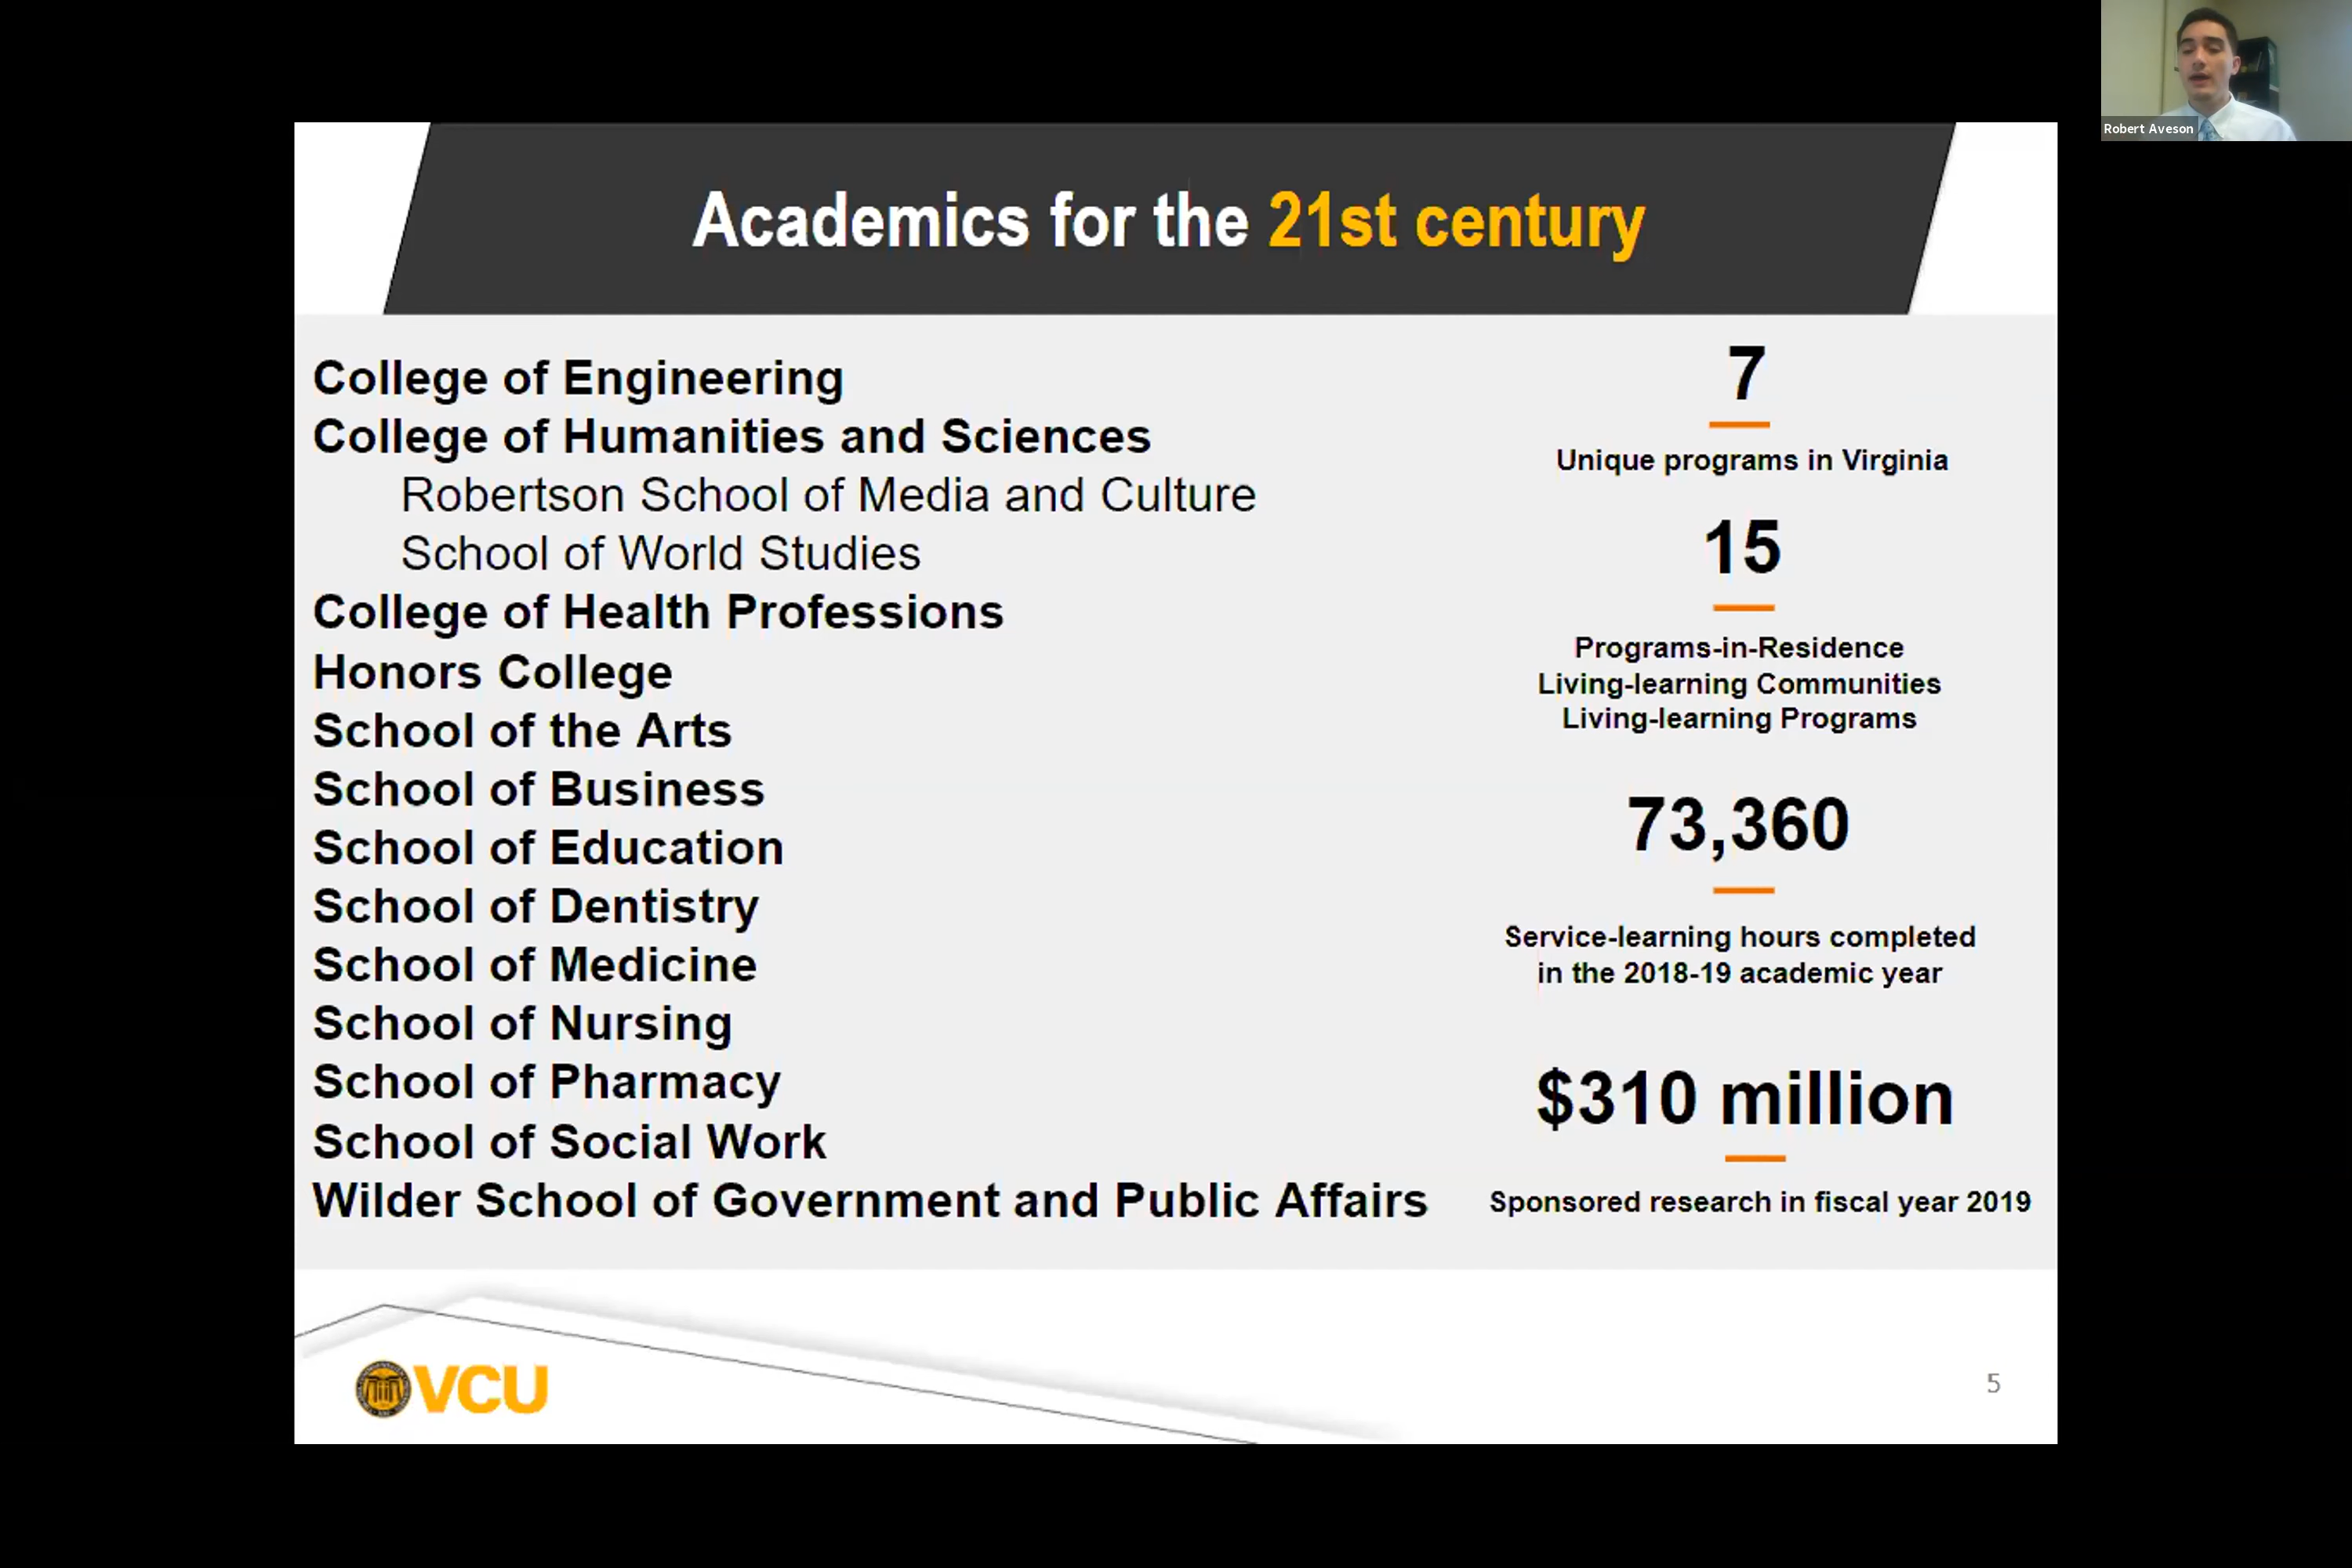 Robert Aveson
Academics for the 21st century
College of Engineering
College of Humanities and Sciences
Robertson School of Media and Culture
School of World Studies
College of Health Professions
Honors College
School of the Arts
School of Business
School of Education
School of Dentistry
School of Medicine
School of Nursing
School of Pharmacy
School of Social Work
Wilder School of Government and Public Affairs
7
Unique programs in Virginia
15
Programs-in-Residence
Living-learning Communities
Living-learning Programs
73,360
Service-learning hours completed
in the 2018-19 academic year
$310 million
Sponsored research in fiscal year 2019
VCU
5